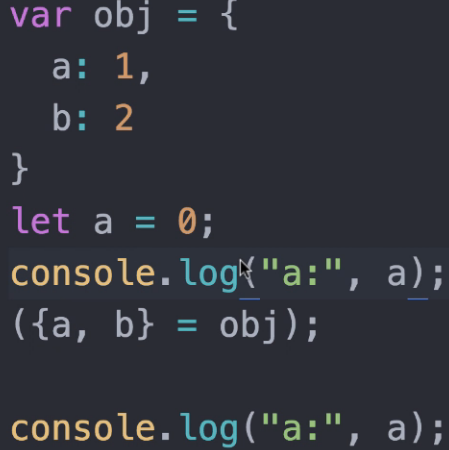 var obj = {
  a: 1,
  b: 2
}
let a = 0;
console.log("a:", a);
({a, b} = obj);

console.log("a:", a);